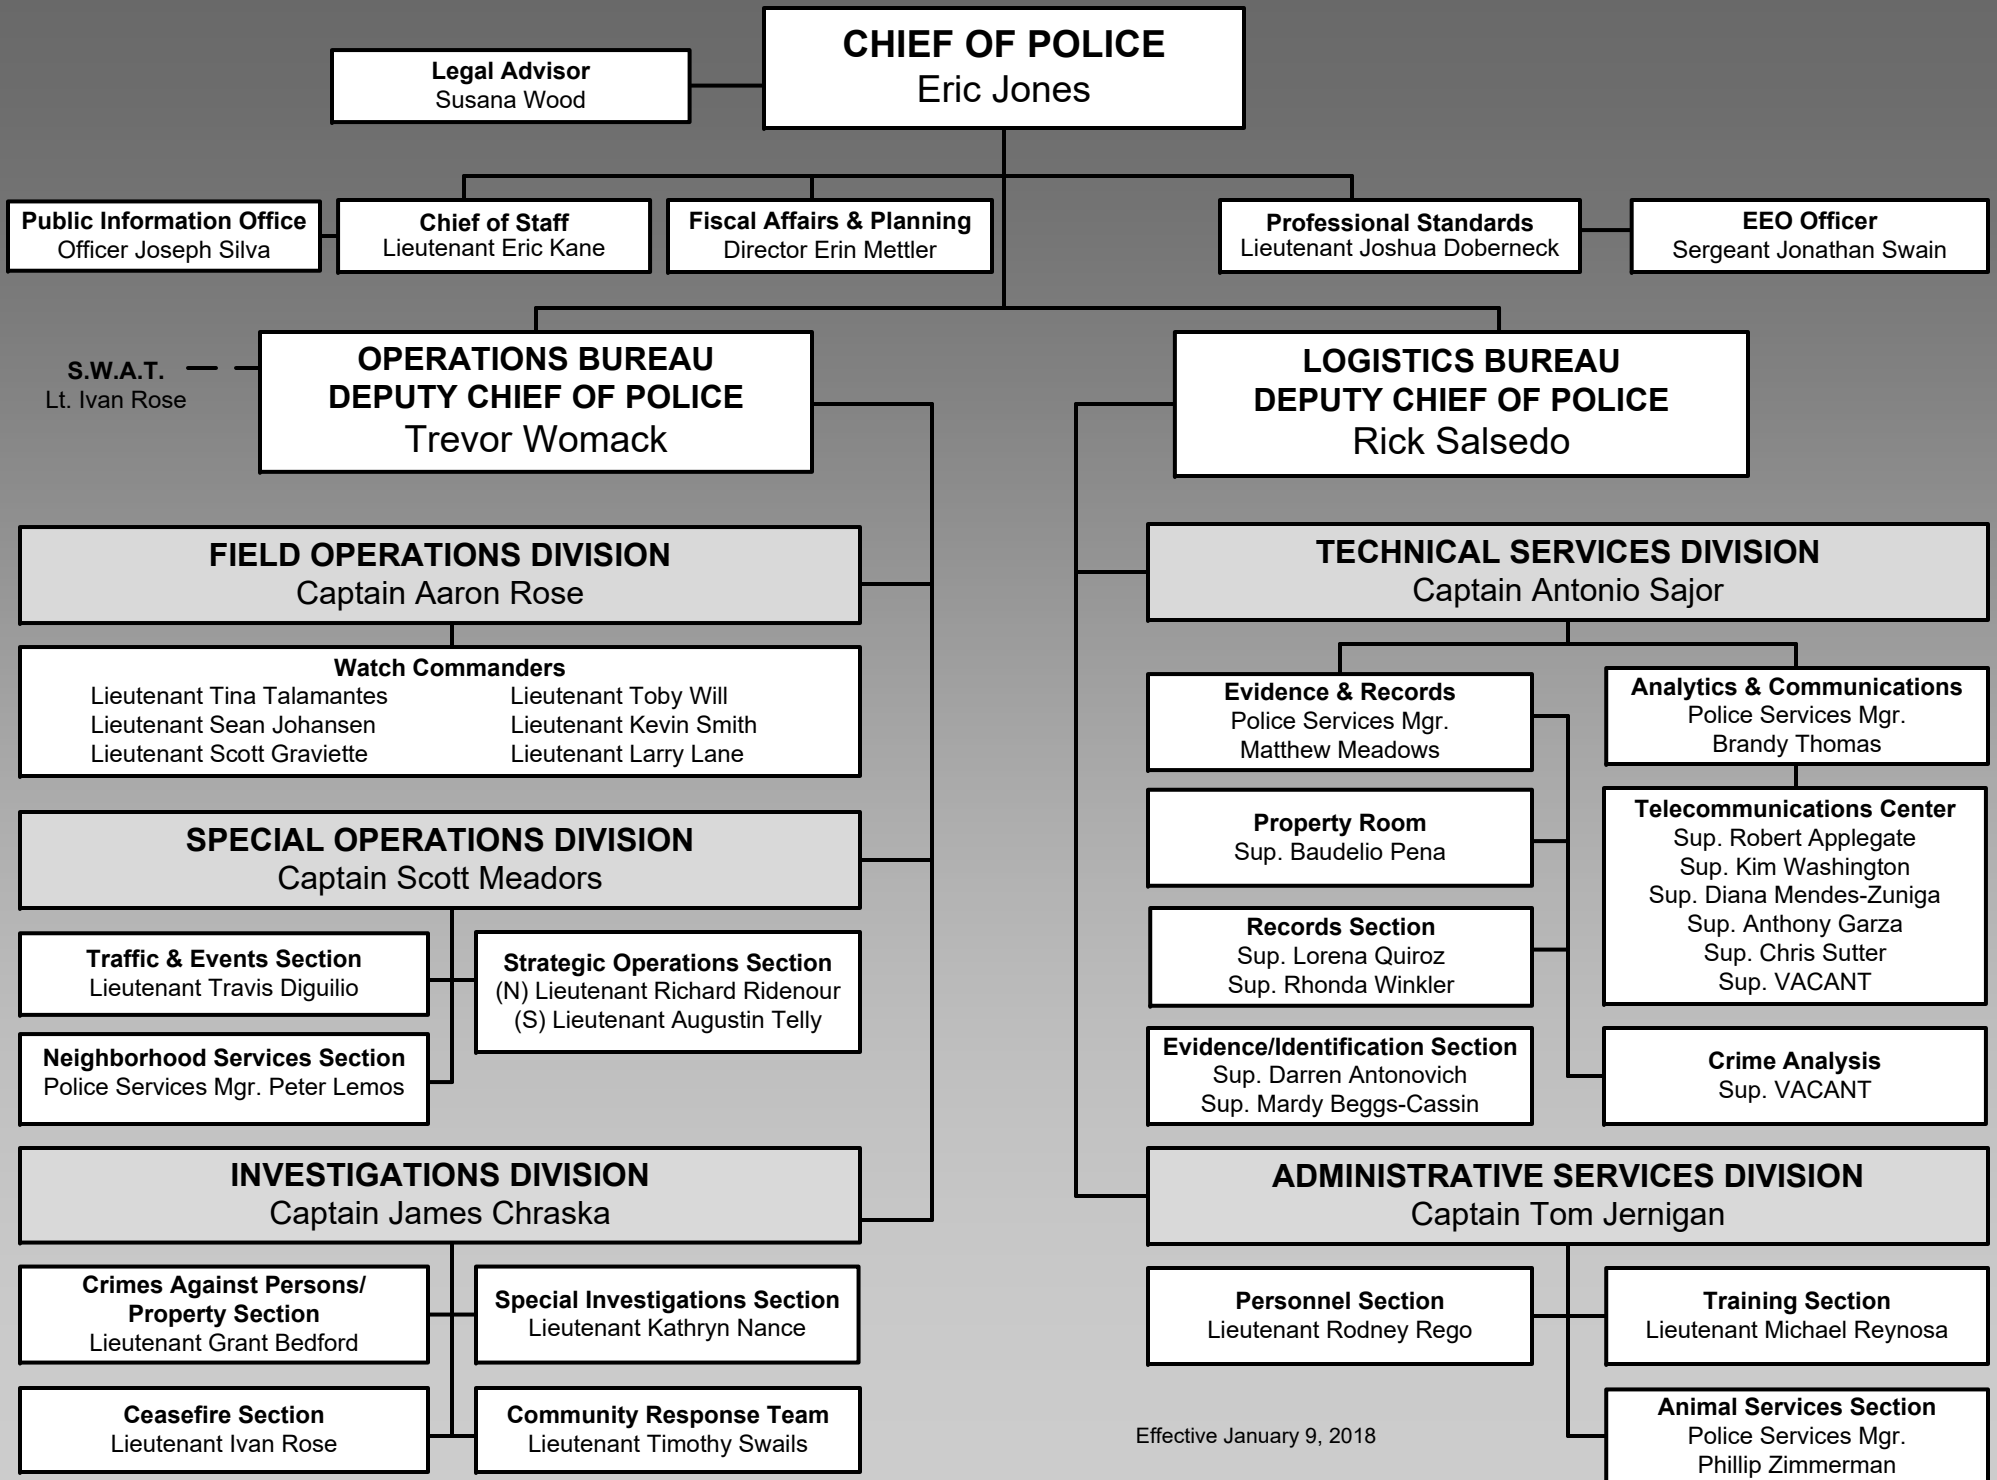 CHIEF OF POLICE
Eric Jones
Legal Advisor
Susana Wood
Public Information Office
Officer Joseph Silva
Chief of Staff
Lieutenant Eric Kane
Fiscal Affairs & Planning
Director Erin Mettler
Professional Standards
Lieutenant Joshua Doberneck
EEO Officer
Sergeant Jonathan Swain
S.W.A.T.
Lt. Ivan Rose
OPERATIONS BUREAU
DEPUTY CHIEF OF POLICE
Trevor Womack
LOGISTICS BUREAU
DEPUTY CHIEF OF POLICE
Rick Salsedo
FIELD OPERATIONS DIVISION
Captain Aaron Rose
Watch Commanders
Lieutenant Tina Talamantes
Lieutenant Sean Johansen
Lieutenant Scott Graviette
Lieutenant Toby Will
Lieutenant Kevin Smith
Lieutenant Larry Lane
SPECIAL OPERATIONS DIVISION
Captain Scott Meadors
Traffic & Events Section
Lieutenant Travis Diguilio
Strategic Operations Section
(N) Lieutenant Richard Ridenour
(S) Lieutenant Augustin Telly
Neighborhood Services Section
Police Services Mgr. Peter Lemos
INVESTIGATIONS DIVISION
Captain James Chraska
Crimes Against Persons/
Property Section
Lieutenant Grant Bedford
Special Investigations Section
Lieutenant Kathryn Nance
Ceasefire Section
Lieutenant Ivan Rose
Community Response Team
Lieutenant Timothy Swails
TECHNICAL SERVICES DIVISION
Captain Antonio Sajor
Evidence & Records
Police Services Mgr.
Matthew Meadows
Analytics & Communications
Police Services Mgr.
Brandy Thomas
Property Room
Sup. Baudelio Pena
Telecommunications Center
Sup. Robert Applegate
Sup. Kim Washington
Sup. Diana Mendes-Zuniga
Sup. Anthony Garza
Sup. Chris Sutter
Sup. VACANT
Records Section
Sup. Lorena Quiroz
Sup. Rhonda Winkler
Evidence/Identification Section
Sup. Darren Antonovich
Sup. Mardy Beggs-Cassin
Crime Analysis
Sup. VACANT
ADMINISTRATIVE SERVICES DIVISION
Captain Tom Jernigan
Personnel Section
Lieutenant Rodney Rego
Training Section
Lieutenant Michael Reynosa
Animal Services Section
Police Services Mgr.
Phillip Zimmerman
Effective January 9, 2018